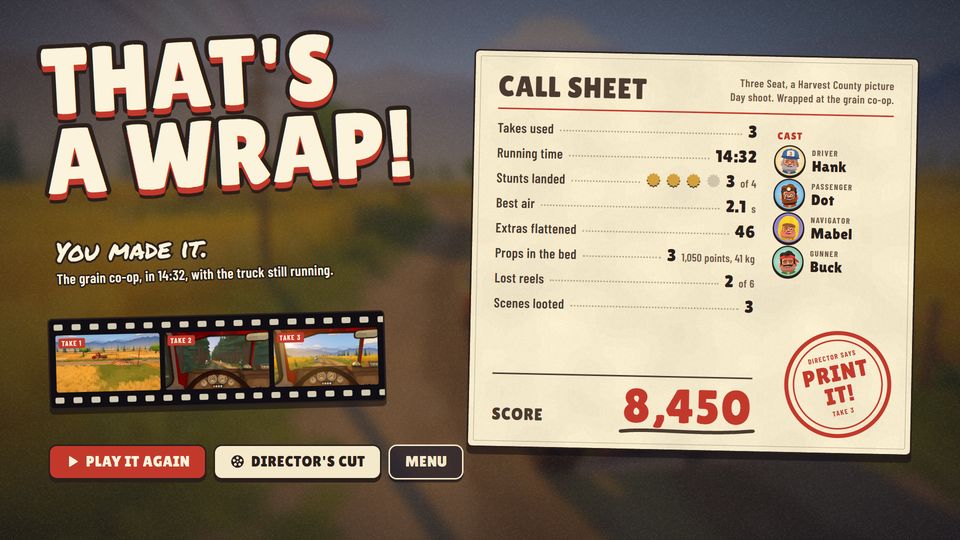 THAT'S
A WRAP!
YOU MADE IT.
The grain co-op, in 14:32, with the truck still running.
TAKE 1
TAKE 2
TAKE 3
PLAY IT AGAIN
DIRECTOR'S CUT
MENU
CALL SHEET
Three Seat, a Harvest County picture
Day shoot. Wrapped at the grain co-op.
Takes used 3
Running time 14:32
Stunts landed 3 of 4
Best air 2.1 s
Extras flattened 46
Props in the bed 3 1,050 points, 41 kg
Lost reels 2 of 6
Scenes looted 3
CAST
DRIVER
Hank
PASSENGER
Dot
NAVIGATOR
Mabel
GUNNER
Buck
SCORE 8,450
DIRECTOR SAYS
PRINT
IT!
TAKE 3